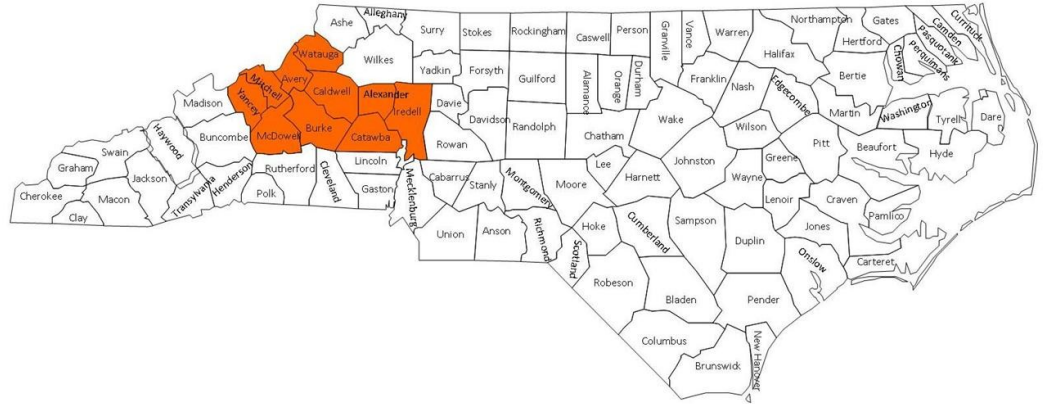 Ashe
Alleghany
Surry
Stokes
Rockingham
Caswell
Person
Granville
Vance
Warren
Northampton
Gates
Currituck
Camden
Pasquotank
Perquimans
Hertford
Chowan
Halifax
Watauga
Wilkes
Yadkin
Forsyth
Guilford
Alamance
Orange
Durham
Franklin
Nash
Edgecombe
Bertie
Mitchell
Avery
Caldwell
Alexander
Iredell
Davie
Davidson
Randolph
Chatham
Wake
Wilson
Martin
Washington
Tyrell
Dare
Madison
Yancey
McDowell
Burke
Catawba
Rowan
Buncombe
Haywood
Swain
Graham
Jackson
Cherokee
Macon
Clay
Transylvania
Henderson
Rutherford
Polk
Cleveland
Lincoln
Gaston
Mecklenburg
Cabarrus
Stanly
Montgomery
Moore
Lee
Harnett
Johnston
Wayne
Greene
Pitt
Beaufort
Hyde
Lenoir
Craven
Pamlico
Union
Anson
Richmond
Scotland
Hoke
Cumberland
Sampson
Duplin
Jones
Onslow
Carteret
Robeson
Bladen
Pender
Columbus
Brunswick
New Hanover